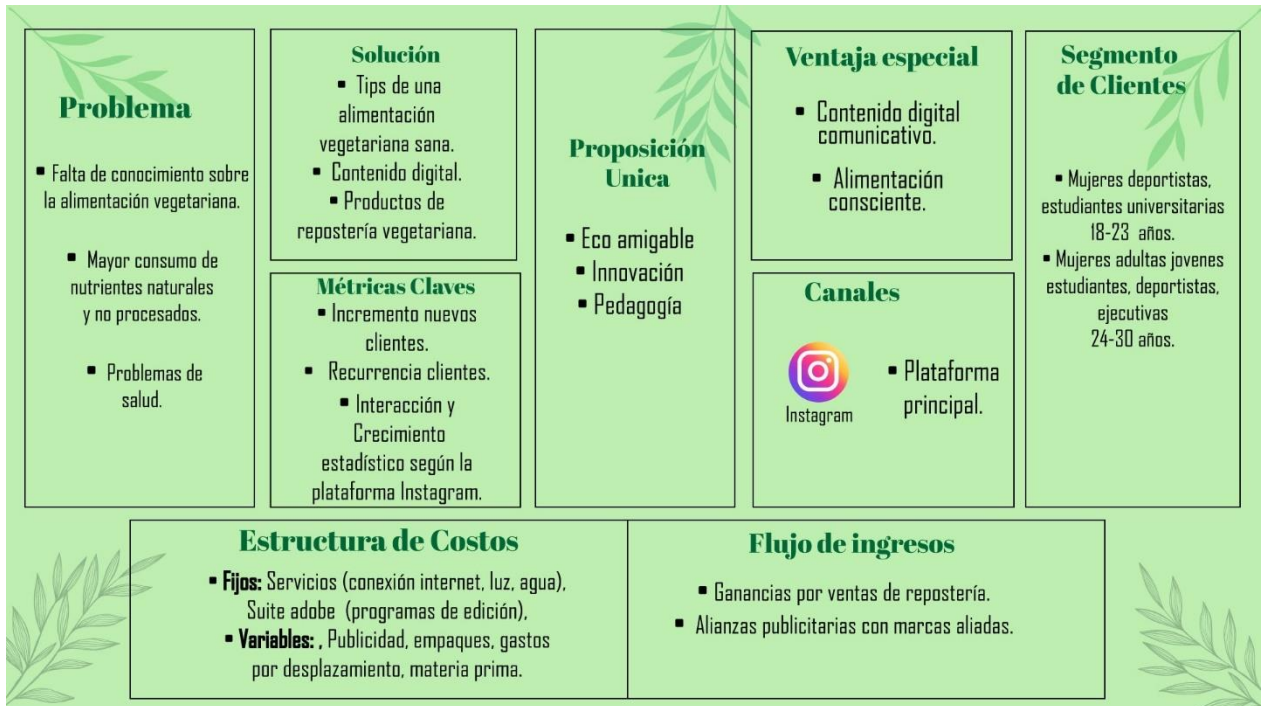 Problema
▪ Falta de conocimiento sobre
la alimentación vegetariana.
▪ Mayor consumo de
nutrientes naturales
y no procesados.
▪ Problemas de
salud.
Solución
▪ Tips de una
alimentación
vegetariana sana.
▪ Contenido digital.
▪ Productos de
repostería vegetariana.
Métricas Claves
▪ Incremento nuevos
clientes.
▪ Recurrencia clientes.
▪ Interacción y
Crecimiento
estadístico según la
plataforma Instagram.
Proposición
Unica
▪ Eco amigable
▪ Innovación
▪ Pedagogía
Ventaja especial
▪ Contenido digital
comunicativo.
▪ Alimentación
consciente.
Canales
Instagram
▪ Plataforma
principal.
Segmento
de Clientes
▪ Mujeres deportistas,
estudiantes universitarias
18-23 años.
▪ Mujeres adultas jovenes
estudiantes, deportistas,
ejecutivas
24-30 años.
Estructura de Costos
▪ Fijos: Servicios (conexión internet, luz, agua),
Suite adobe (programas de edición),
▪ Variables: , Publicidad, empaques, gastos
por desplazamiento, materia prima.
Flujo de ingresos
▪ Ganancias por ventas de repostería.
▪ Alianzas publicitarias con marcas aliadas.